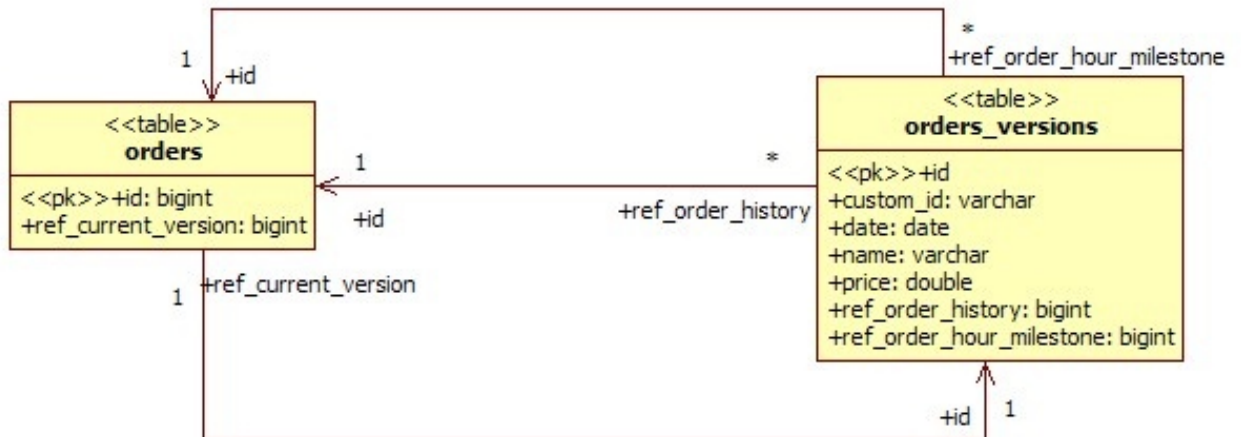 *
1
+ref_order_hour_milestone
+id
<<table>>
orders
<<pk>>+id: bigint
+ref_current_version: bigint
1
*
+id
+ref_order_history
<<table>>
orders_versions
<<pk>>+id
+custom_id: varchar
+date: date
+name: varchar
+price: double
+ref_order_history: bigint
+ref_order_hour_milestone: bigint
+ref_current_version
1
+id
1